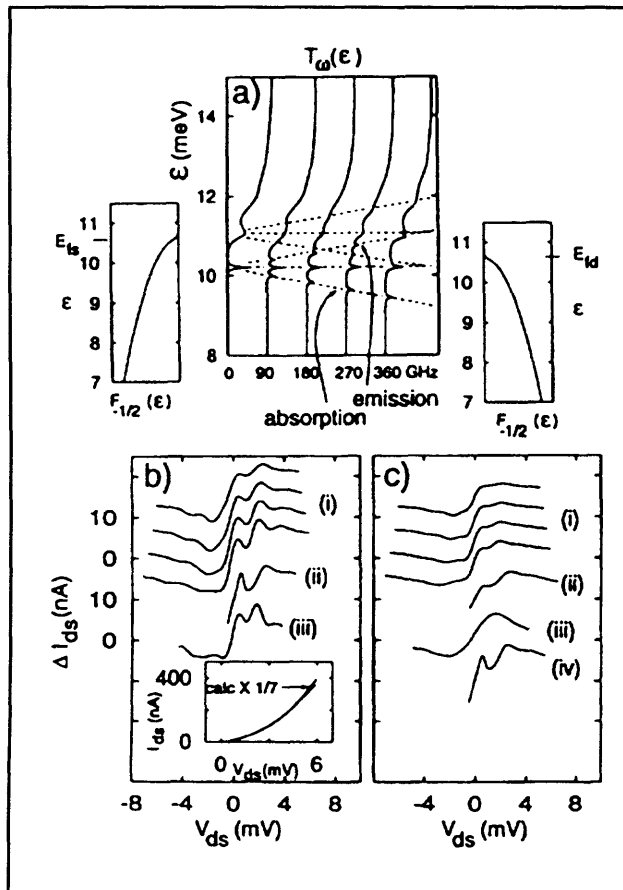 T_ω(ε)
a)
ε (meV)
14
12
10
8
0 90 180 270 360 GHz
absorption
emission
E_fs
11
10
ε
9
8
7
F_-1/2 (ε)
11
E_fd
10
9
ε
8
7
F_-1/2 (ε)
b)
(i)
(ii)
(iii)
10
0
10
0
Δ I_ds (nA)
400
calc X 1/7
I_ds (nA)
0
0 V_ds (mV) 6
-8 -4 0 4 8
V_ds (mV)
c)
(i)
(ii)
(iii)
(iv)
-4 0 4
V_ds (mV)